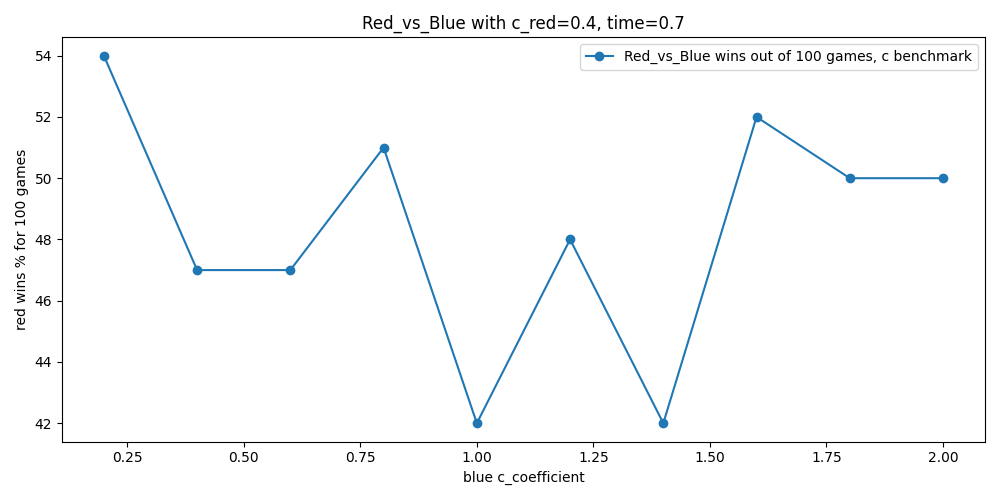 Red_vs_Blue with c_red=0.4, time=0.7
Red_vs_Blue wins out of 100 games, c benchmark
red wins % for 100 games
54
52
50
48
46
44
42
0.25 0.50 0.75 1.00 1.25 1.50 1.75 2.00
blue c_coefficient